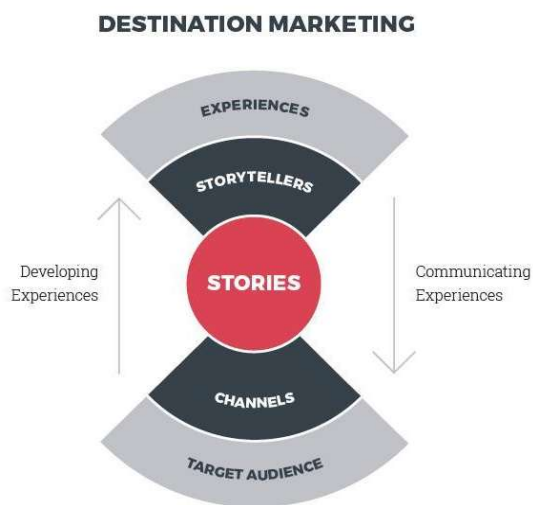 DESTINATION MARKETING
EXPERIENCES
STORYTELLERS
STORIES
Developing
Experiences
Communicating
Experiences
CHANNELS
TARGET AUDIENCE